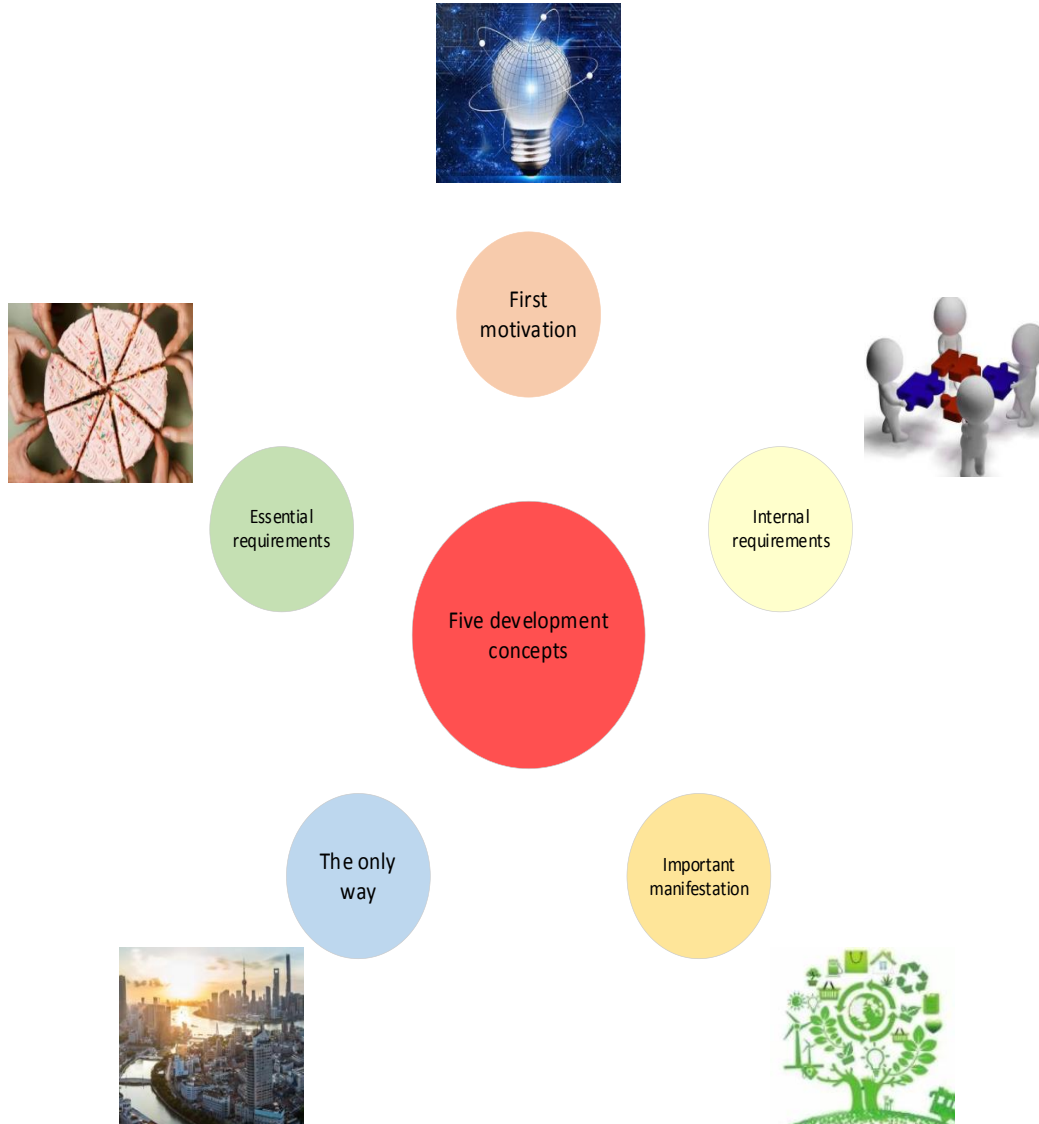 First
motivation
Essential
requirements
Internal
requirements
Five development
concepts
The only
way
Important
manifestation